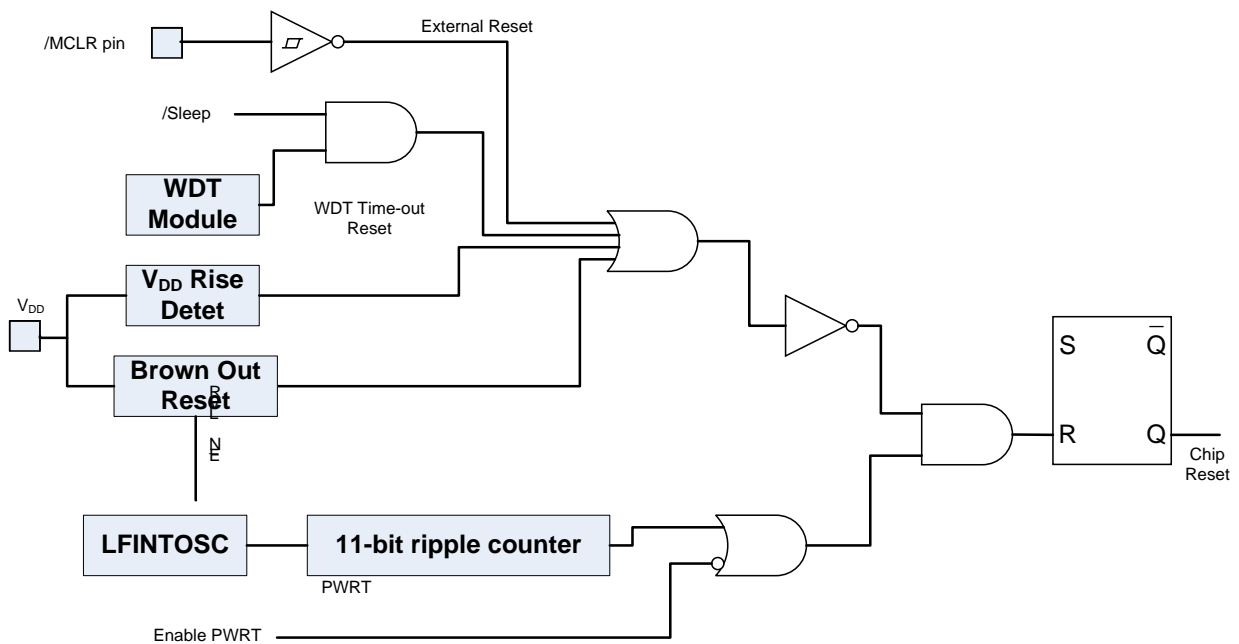 /MCLR pin
External Reset
/Sleep
WDT
Module
WDT Time-out
Reset
VDD Rise
Detet
VDD
Brown Out
Reset
S
Q
R
Q
Chip
Reset
LFINTOSC
11-bit ripple counter
PWRT
Enable PWRT